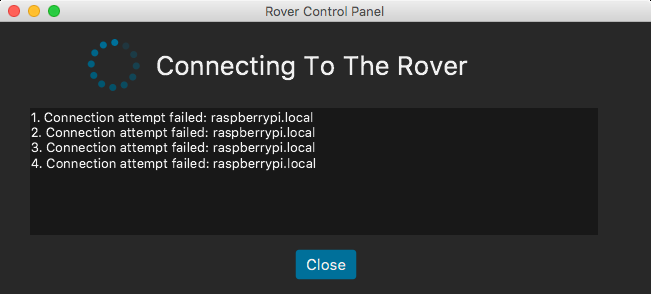 Rover Control Panel
Connecting To The Rover
1. Connection attempt failed: raspberrypi.local
2. Connection attempt failed: raspberrypi.local
3. Connection attempt failed: raspberrypi.local
4. Connection attempt failed: raspberrypi.local
Close